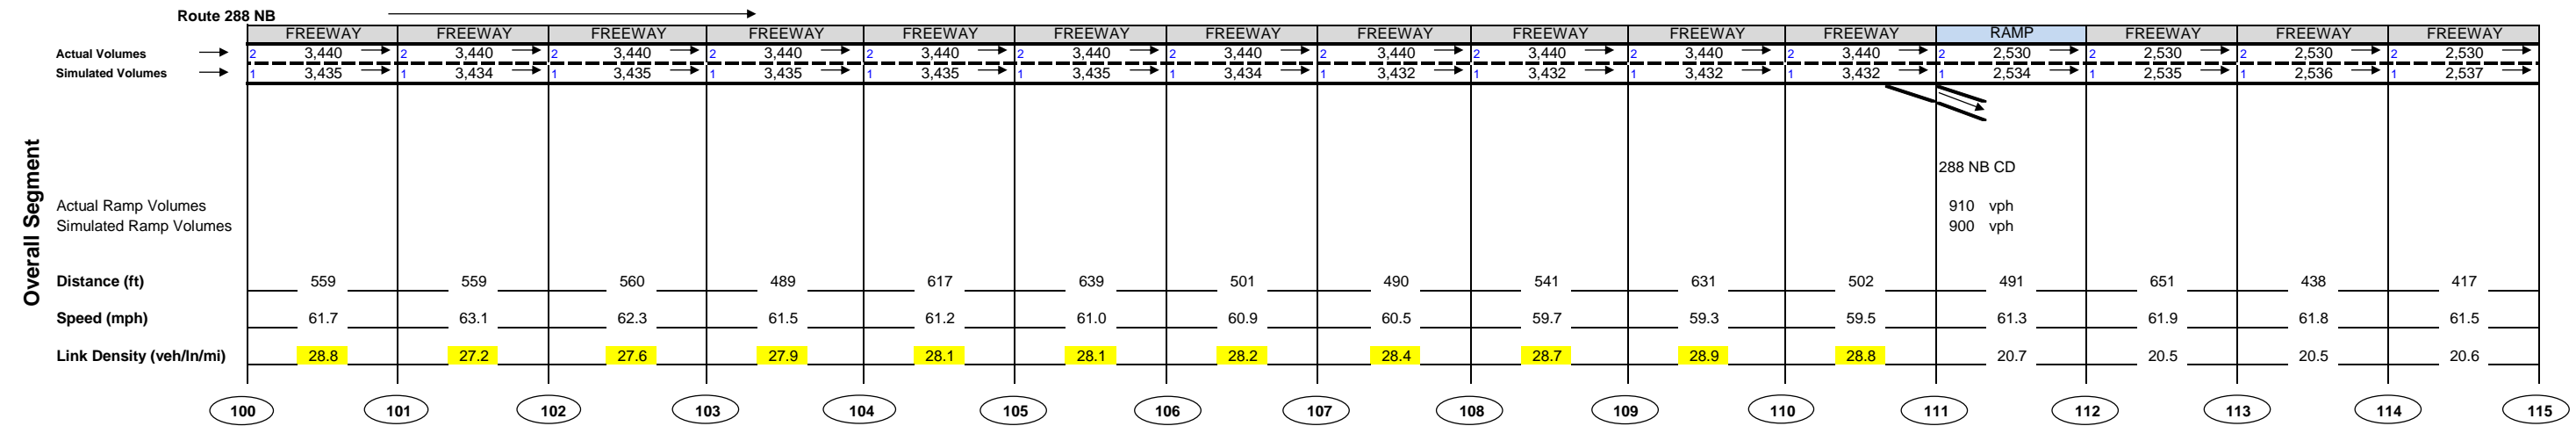 Route 288 NB
FREEWAY FREEWAY FREEWAY FREEWAY FREEWAY FREEWAY FREEWAY FREEWAY FREEWAY FREEWAY FREEWAY RAMP FREEWAY FREEWAY FREEWAY
Actual Volumes 2 3,440 2 3,440 2 3,440 2 3,440 2 3,440 2 3,440 2 3,440 2 3,440 2 3,440 2 3,440 2 3,440 2 2,530 2 2,530 2 2,530 2 2,530
Simulated Volumes 1 3,435 1 3,434 1 3,435 1 3,435 1 3,435 1 3,435 1 3,434 1 3,432 1 3,432 1 3,432 1 3,432 1 2,534 1 2,535 1 2,536 1 2,537
Overall Segment
288 NB CD
Actual Ramp Volumes 910 vph
Simulated Ramp Volumes 900 vph
Distance (ft) 559 559 560 489 617 639 501 490 541 631 502 491 651 438 417
Speed (mph) 61.7 63.1 62.3 61.5 61.2 61.0 60.9 60.5 59.7 59.3 59.5 61.3 61.9 61.8 61.5
Link Density (veh/ln/mi) 28.8 27.2 27.6 27.9 28.1 28.1 28.2 28.4 28.7 28.9 28.8 20.7 20.5 20.5 20.6
100 101 102 103 104 105 106 107 108 109 110 111 112 113 114 115